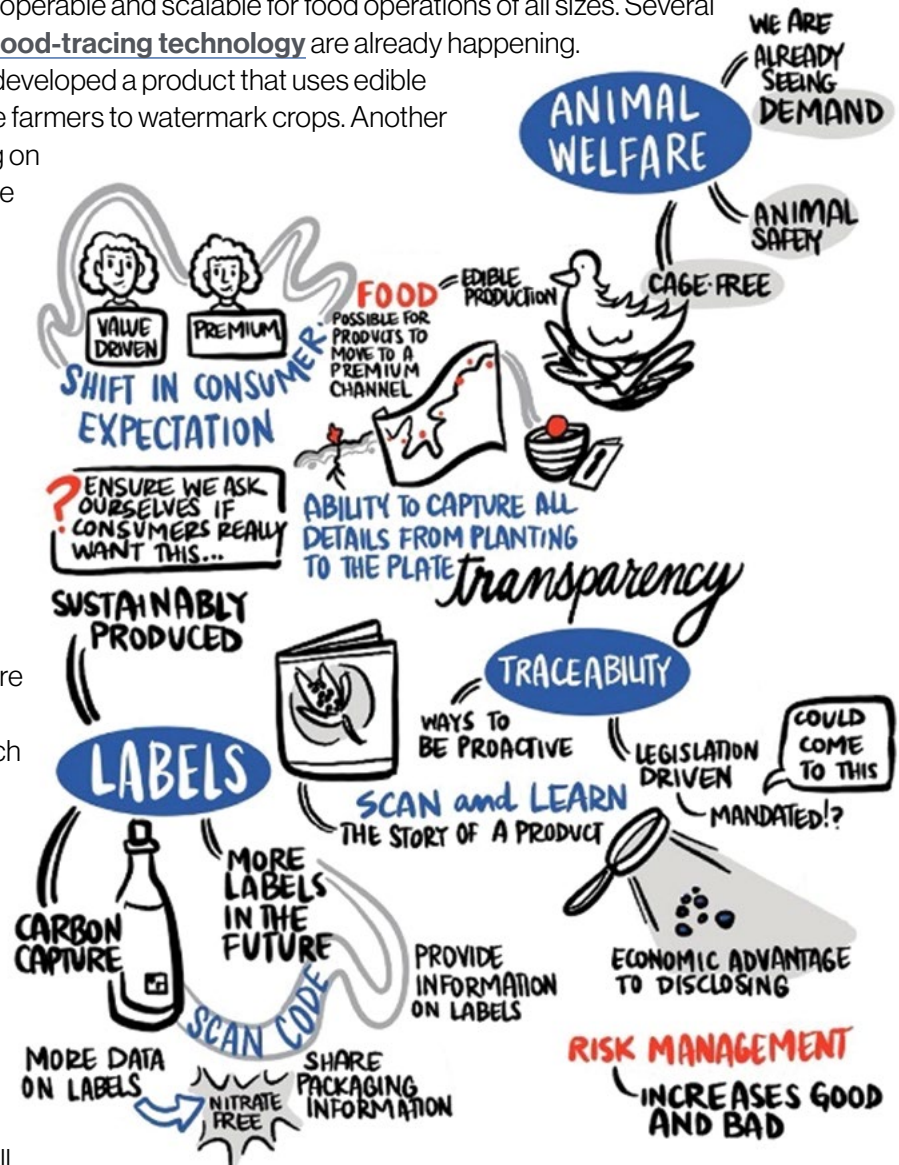 operable and scalable for food operations of all sizes. Several
ood-tracing technology are already happening.
developed a product that uses edible
e farmers to watermark crops. Another
g on
e
WE ARE
ALREADY
SEEING
DEMAND
ANIMAL
WELFARE
ANIMAL
SAFETY
CAGE-FREE
VALUE
DRIVEN
PREMIUM
SHIFT IN CONSUMER
EXPECTATION
FOOD
EDIBLE
PRODUCTION
POSSIBLE FOR
PRODUCTS TO
MOVE TO A
PREMIUM
CHANNEL
? ENSURE WE ASK
OURSELVES IF
CONSUMERS REALLY
WANT THIS...
ABILITY TO CAPTURE ALL
DETAILS FROM PLANTING
TO THE PLATE
transparency
SUSTAINABLY
PRODUCED
re
ch
LABELS
TRACEABILITY
WAYS TO
BE PROACTIVE
LEGISLATION
DRIVEN
MANDATED!?
COULD
COME
TO THIS
SCAN and LEARN
THE STORY OF A PRODUCT
MORE
LABELS
IN THE
FUTURE
CARBON
CAPTURE
SCAN CODE
PROVIDE
INFORMATION
ON LABELS
ECONOMIC ADVANTAGE
TO DISCLOSING
MORE DATA
ON LABELS
NITRATE
FREE
SHARE
PACKAGING
INFORMATION
RISK MANAGEMENT
INCREASES GOOD
AND BAD
ll